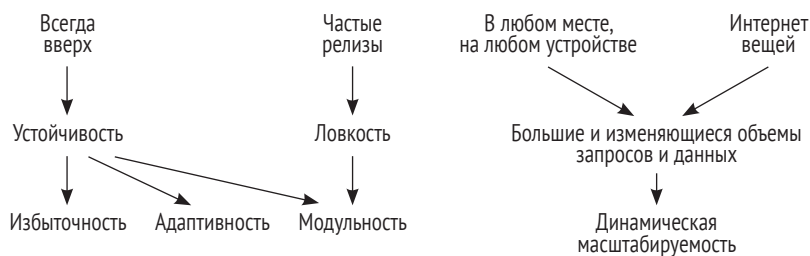 Всегда
вверх
Частые
релизы
В любом месте,
на любом устройстве
Интернет
вещей
Устойчивость
Ловкость
Большие и изменяющиеся объемы
запросов и данных
Избыточность
Адаптивность
Модульность
Динамическая
масштабируемость